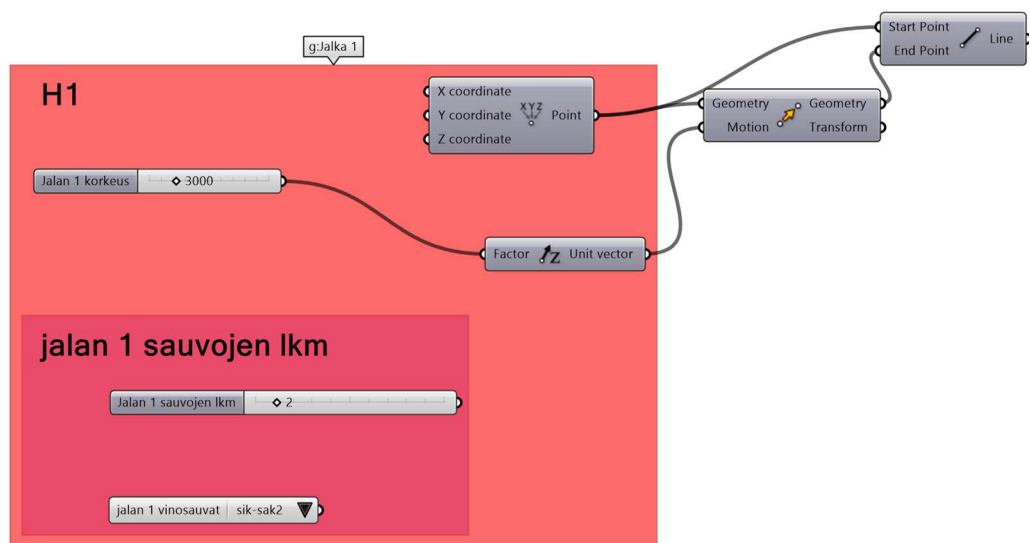 g:Jalka 1
H1
X coordinate
Y coordinate
Z coordinate
XYZ
Point
Start Point
End Point
Line
Geometry
Motion
Geometry
Transform
Jalan 1 korkeus
3000
Factor
Z
Unit vector
jalan 1 sauvojen lkm
Jalan 1 sauvojen lkm
2
jalan 1 vinosauvat
sik-sak2